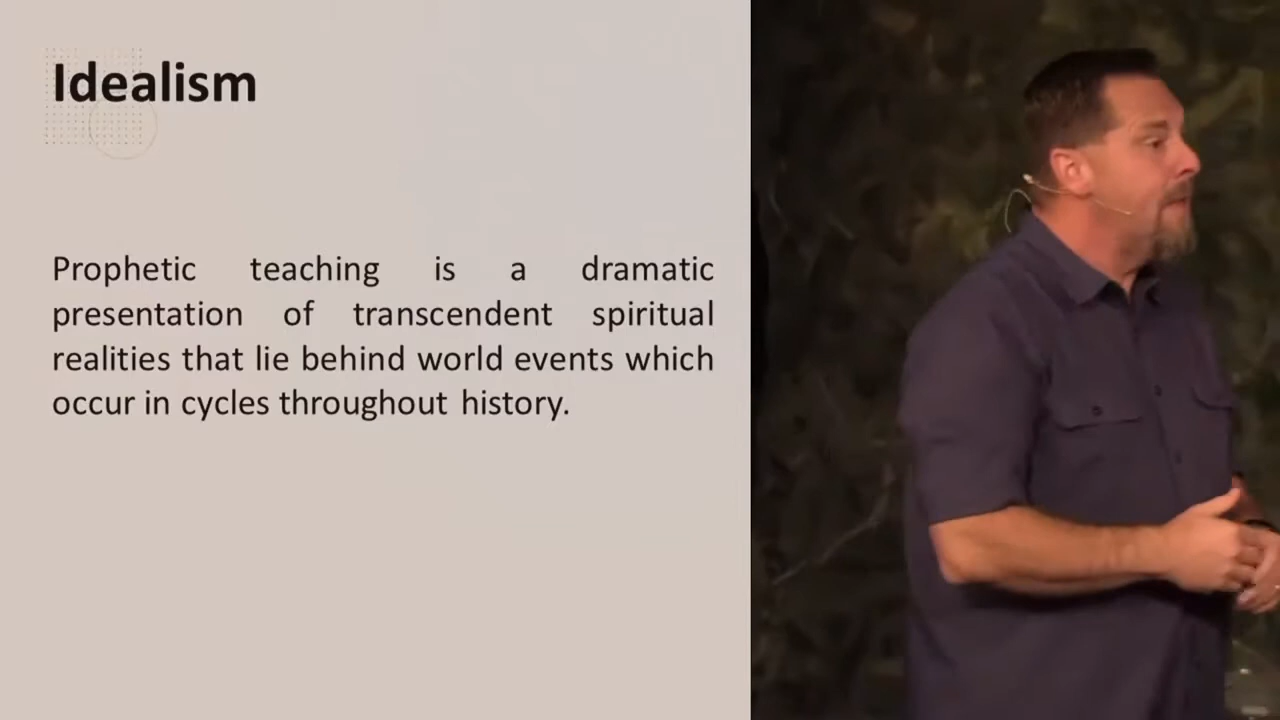 Idealism
Prophetic teaching is a dramatic
presentation of transcendent spiritual
realities that lie behind world events which
occur in cycles throughout history.